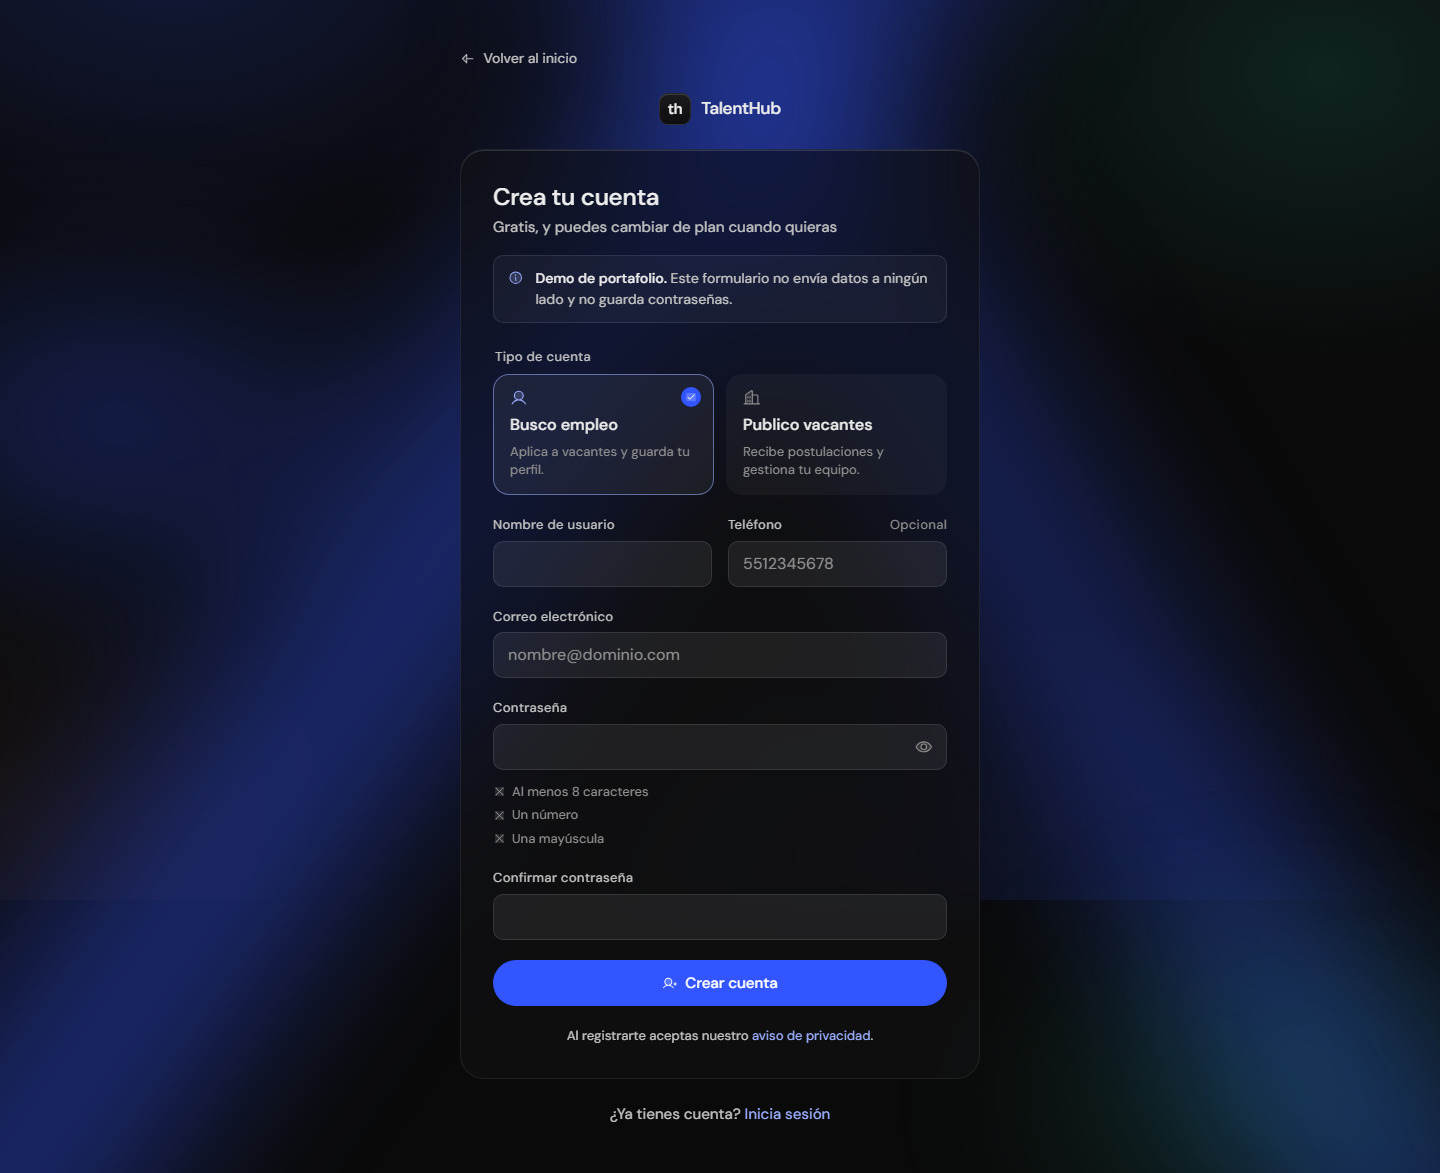 Volver al inicio
th TalentHub
Crea tu cuenta
Gratis, y puedes cambiar de plan cuando quieras
Demo de portafolio. Este formulario no envía datos a ningún
lado y no guarda contraseñas.
Tipo de cuenta
Busco empleo
Aplica a vacantes y guarda tu
perfil.
Publico vacantes
Recibe postulaciones y
gestiona tu equipo.
Nombre de usuario
Teléfono Opcional
5512345678
Correo electrónico
nombre@dominio.com
Contraseña
Al menos 8 caracteres
Un número
Una mayúscula
Confirmar contraseña
Crear cuenta
Al registrarte aceptas nuestro aviso de privacidad.
¿Ya tienes cuenta? Inicia sesión